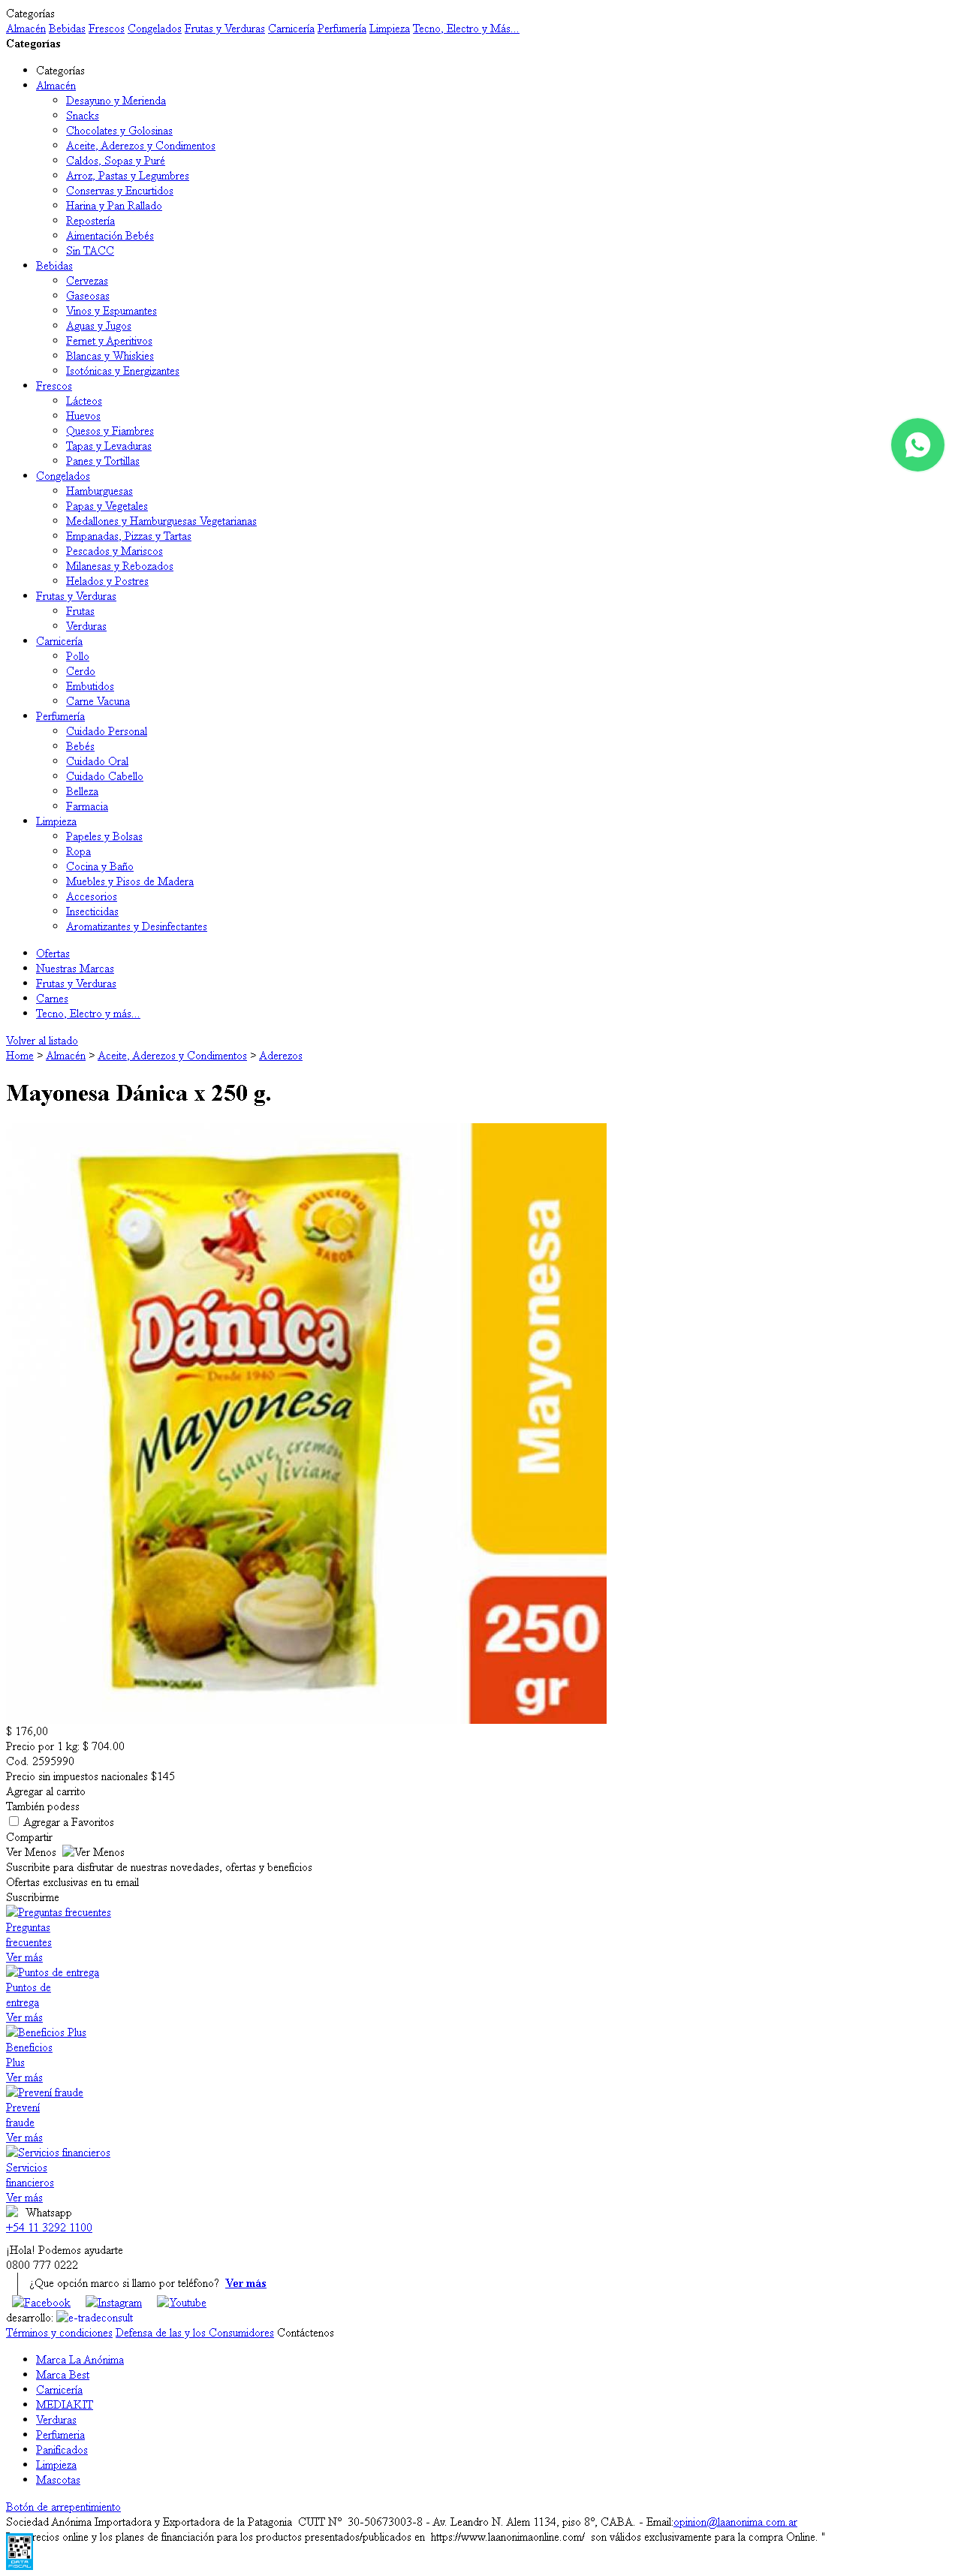 Categorías
Almacén Bebidas Frescos Congelados Frutas y Verduras Carnicería Perfumería Limpieza Tecno, Electro y Más...
Categorías
Categorías
Almacén
Desayuno y Merienda
Snacks
Chocolates y Golosinas
Aceite, Aderezos y Condimentos
Caldos, Sopas y Puré
Arroz, Pastas y Legumbres
Conservas y Encurtidos
Harina y Pan Rallado
Repostería
Aimentación Bebés
Sin TACC
Bebidas
Cervezas
Gaseosas
Vinos y Espumantes
Aguas y Jugos
Fernet y Aperitivos
Blancas y Whiskies
Isotónicas y Energizantes
Frescos
Lácteos
Huevos
Quesos y Fiambres
Tapas y Levaduras
Panes y Tortillas
Congelados
Hamburguesas
Papas y Vegetales
Medallones y Hamburguesas Vegetarianas
Empanadas, Pizzas y Tartas
Pescados y Mariscos
Milanesas y Rebozados
Helados y Postres
Frutas y Verduras
Frutas
Verduras
Carnicería
Pollo
Cerdo
Embutidos
Carne Vacuna
Perfumería
Cuidado Personal
Bebés
Cuidado Oral
Cuidado Cabello
Belleza
Farmacia
Limpieza
Papeles y Bolsas
Ropa
Cocina y Baño
Muebles y Pisos de Madera
Accesorios
Insecticidas
Aromatizantes y Desinfectantes
Ofertas
Nuestras Marcas
Frutas y Verduras
Carnes
Tecno, Electro y más...
Volver al listado
Home > Almacén > Aceite, Aderezos y Condimentos > Aderezos
Mayonesa Dánica x 250 g.
DELICIOSO
SABOR
Dánica
Desde 1940
Mayonesa
Suave, cremosa
y liviana
Mayonesa
250
gr
$ 176,00
Precio por 1 kg: $ 704.00
Cod. 2595990
Precio sin impuestos nacionales $145
Agregar al carrito
También podess
Agregar a Favoritos
Compartir
Ver Menos Ver Menos
Suscribite para disfrutar de nuestras novedades, ofertas y beneficios
Ofertas exclusivas en tu email
Suscribirme
Preguntas frecuentes
Preguntas
frecuentes
Ver más
Puntos de entrega
Puntos de
entrega
Ver más
Beneficios Plus
Beneficios
Plus
Ver más
Prevení fraude
Prevení
fraude
Ver más
Servicios financieros
Servicios
financieros
Ver más
Whatsapp
+54 11 3292 1100
¡Hola! Podemos ayudarte
0800 777 0222
¿Que opción marco si llamo por teléfono? Ver más
Facebook Instagram Youtube
desarrollo: e-tradeconsult
Términos y condiciones Defensa de las y los Consumidores Contáctenos
Marca La Anónima
Marca Best
Carnicería
MEDIAKIT
Verduras
Perfumeria
Panificados
Limpieza
Mascotas
Botón de arrepentimiento
Sociedad Anónima Importadora y Exportadora de la Patagonia CUIT Nº 30-50673003-8 - Av. Leandro N. Alem 1134, piso 8º, CABA. - Email:opinion@laanonima.com.ar
recios online y los planes de financiación para los productos presentados/publicados en https://www.laanonimaonline.com/ son válidos exclusivamente para la compra Online. "
DATA
FISCAL